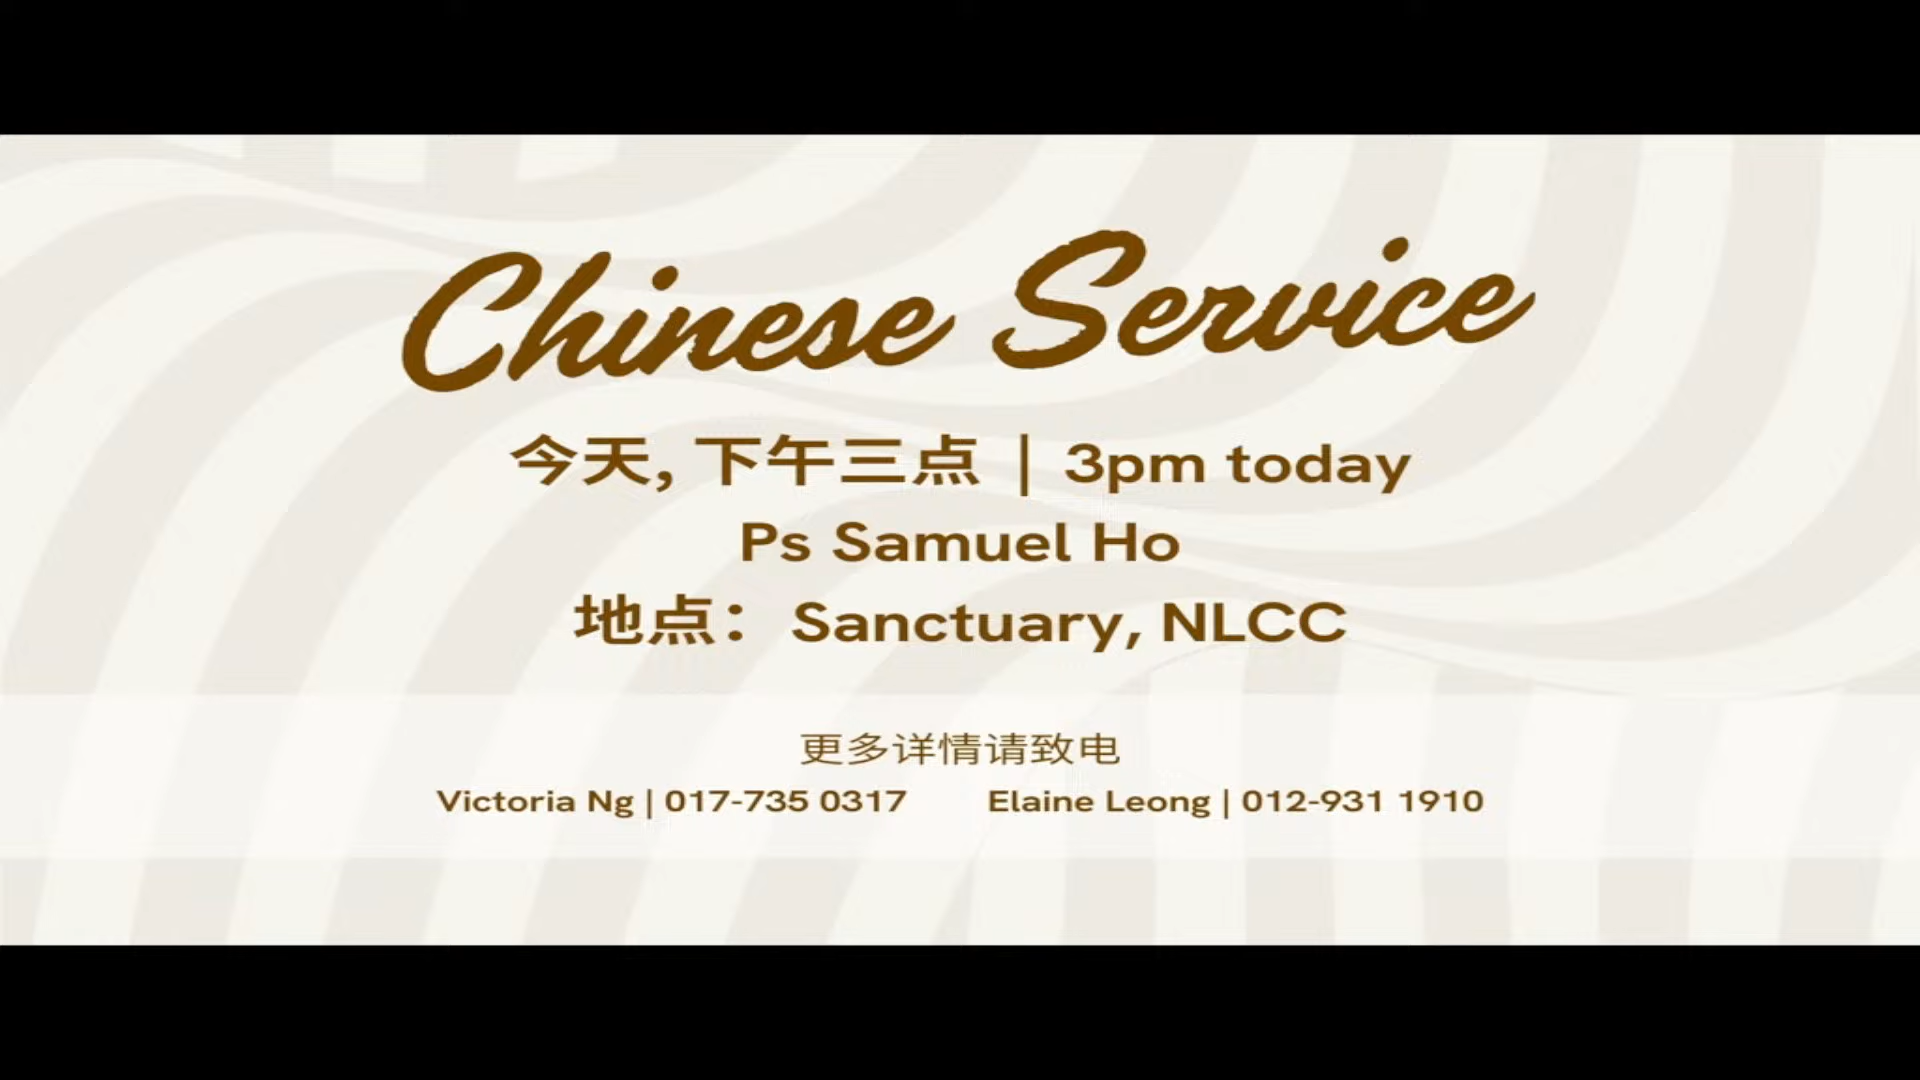 Chinese Service
今天, 下午三点 | 3pm today
Ps Samuel Ho
地点：Sanctuary, NLCC
更多详情请致电
Victoria Ng | 017-735 0317 Elaine Leong | 012-931 1910